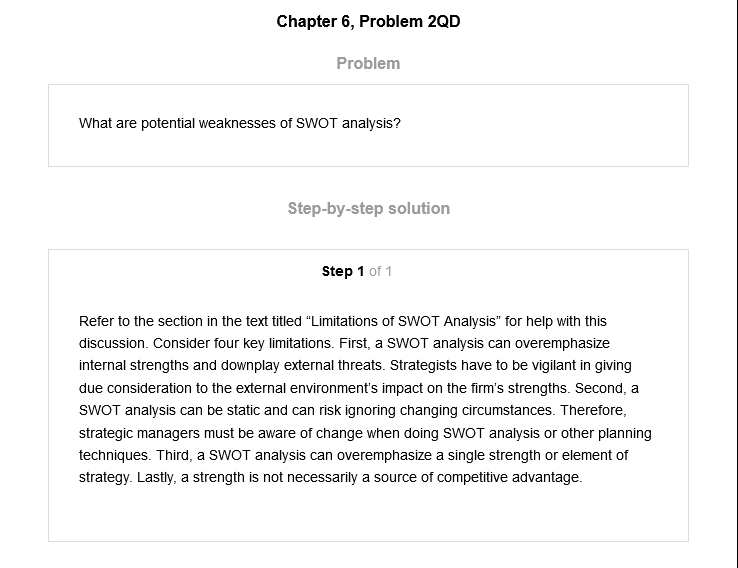 Chapter 6, Problem 2QD
Problem
What are potential weaknesses of SWOT analysis?
Step-by-step solution
Step 1 of 1
Refer to the section in the text titled “Limitations of SWOT Analysis” for help with this
discussion. Consider four key limitations. First, a SWOT analysis can overemphasize
internal strengths and downplay external threats. Strategists have to be vigilant in giving
due consideration to the external environment’s impact on the firm’s strengths. Second, a
SWOT analysis can be static and can risk ignoring changing circumstances. Therefore,
strategic managers must be aware of change when doing SWOT analysis or other planning
techniques. Third, a SWOT analysis can overemphasize a single strength or element of
strategy. Lastly, a strength is not necessarily a source of competitive advantage.